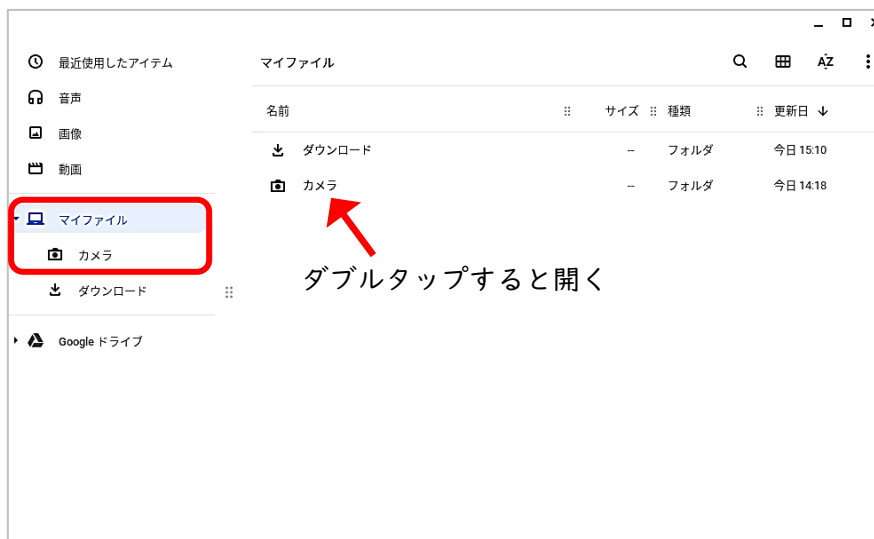 最近使用したアイテム
音声
画像
動画
マイファイル
カメラ
ダウンロード
Google ドライブ
マイファイル
AZ
名前 サイズ 種類 更新日
ダウンロード -- フォルダ 今日 15:10
カメラ -- フォルダ 今日 14:18
ダブルタップすると開く